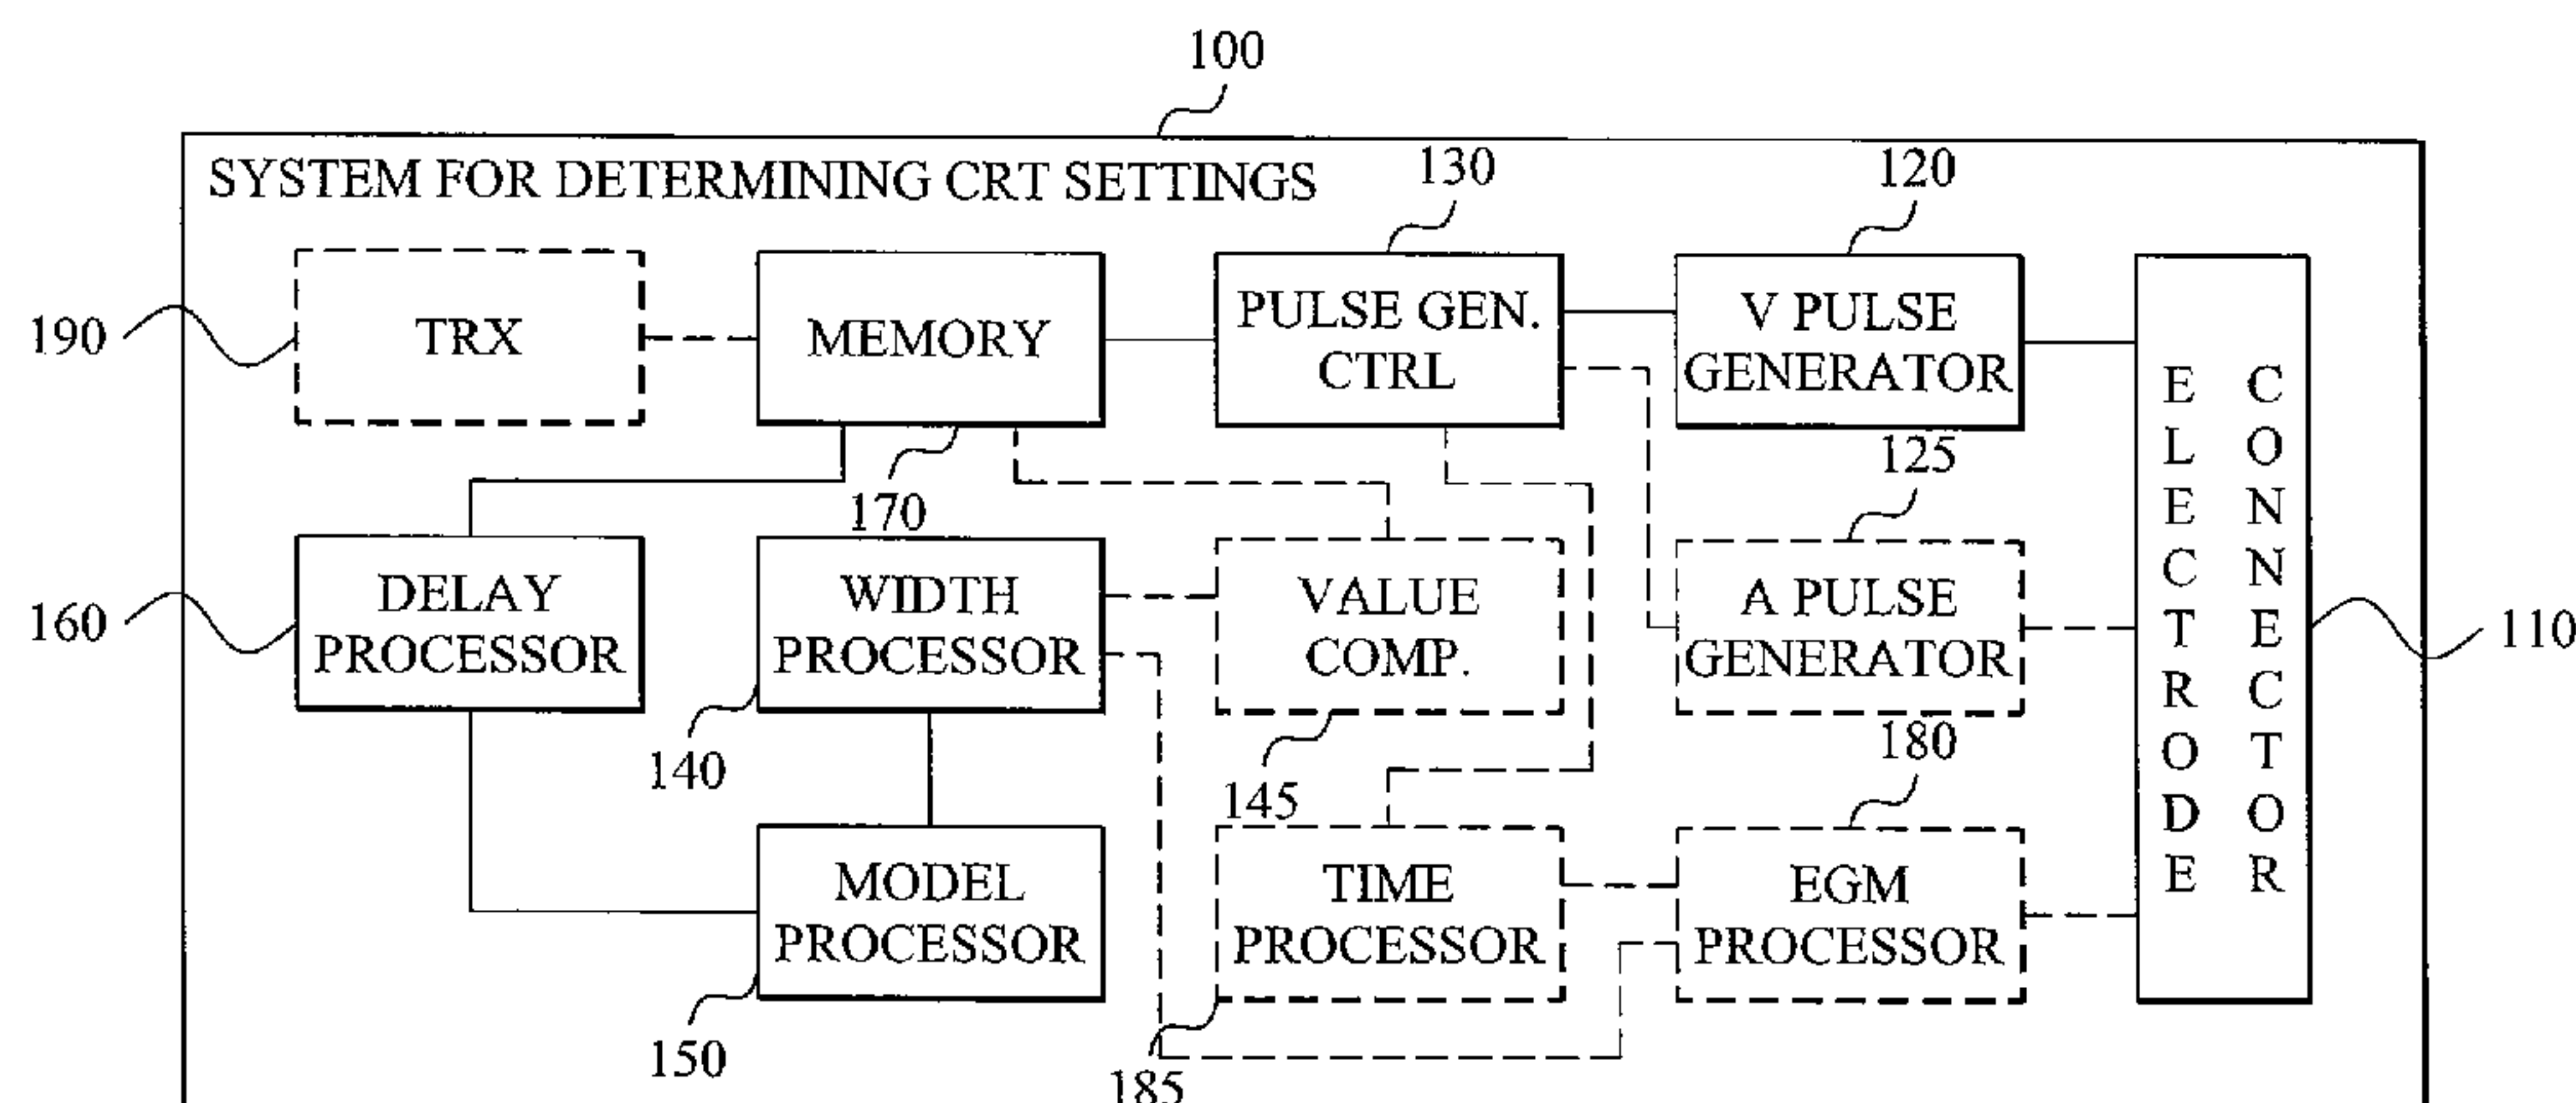 100
SYSTEM FOR DETERMINING CRT SETTINGS
130
120
190
TRX
MEMORY
PULSE GEN.
CTRL
V PULSE
GENERATOR
ELECTRODE
CONNECTOR
170
125
160
DELAY
PROCESSOR
WIDTH
PROCESSOR
VALUE
COMP.
A PULSE
GENERATOR
110
140
145
180
MODEL
PROCESSOR
TIME
PROCESSOR
EGM
PROCESSOR
150
185